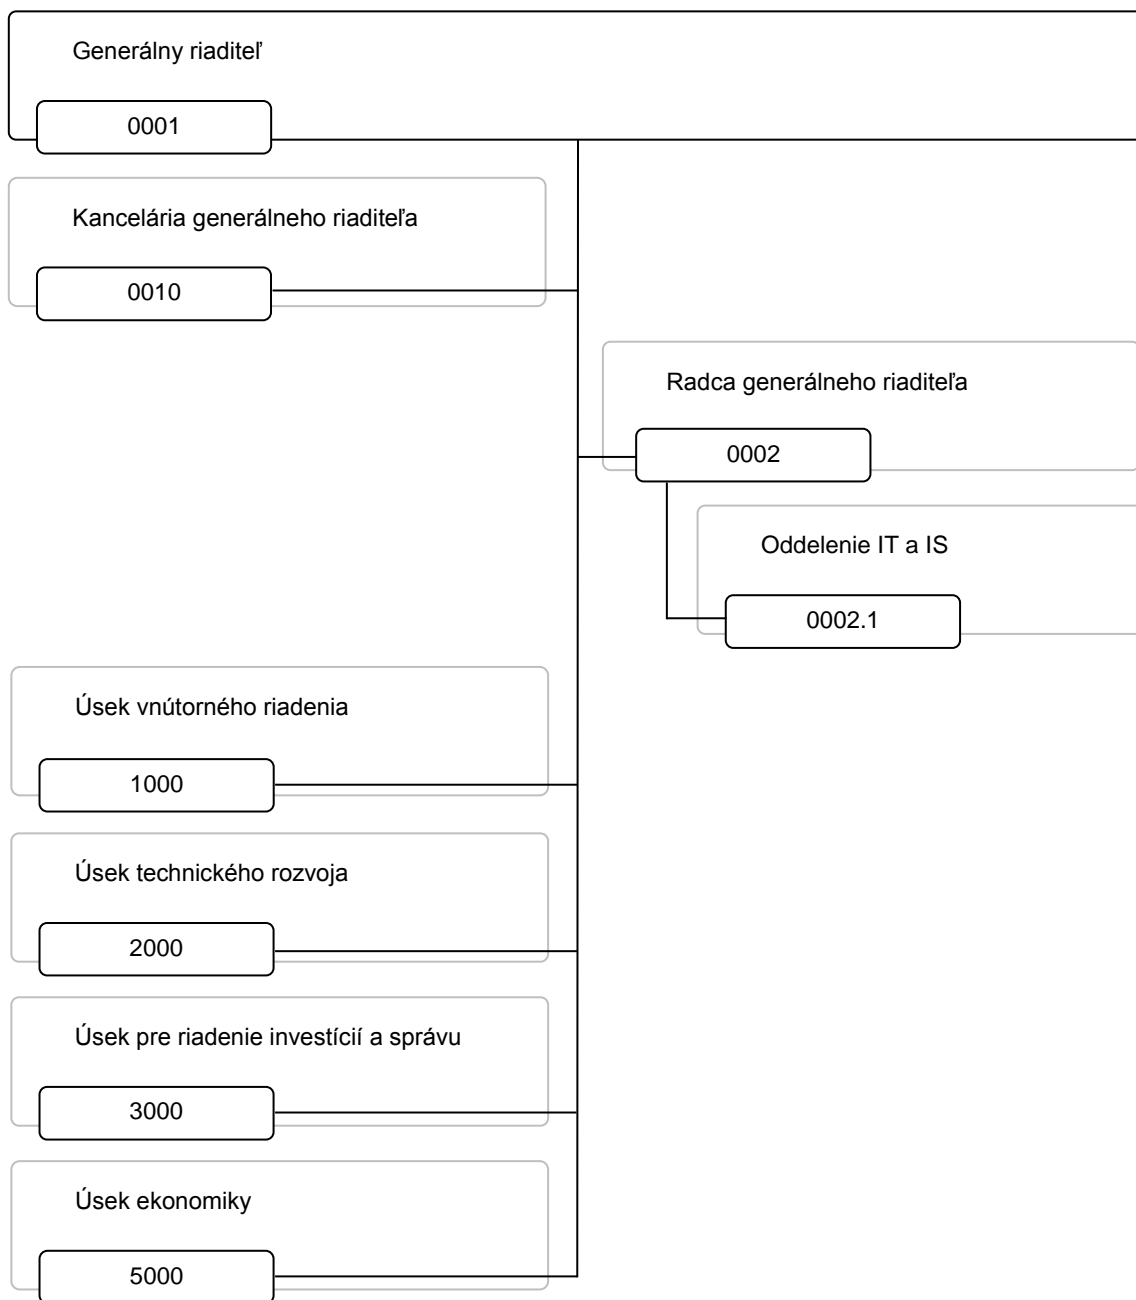 Generálny riaditeľ
0001
Kancelária generálneho riaditeľa
0010
Radca generálneho riaditeľa
0002
Oddelenie IT a IS
0002.1
Úsek vnútorného riadenia
1000
Úsek technického rozvoja
2000
Úsek pre riadenie investícií a správu
3000
Úsek ekonomiky
5000